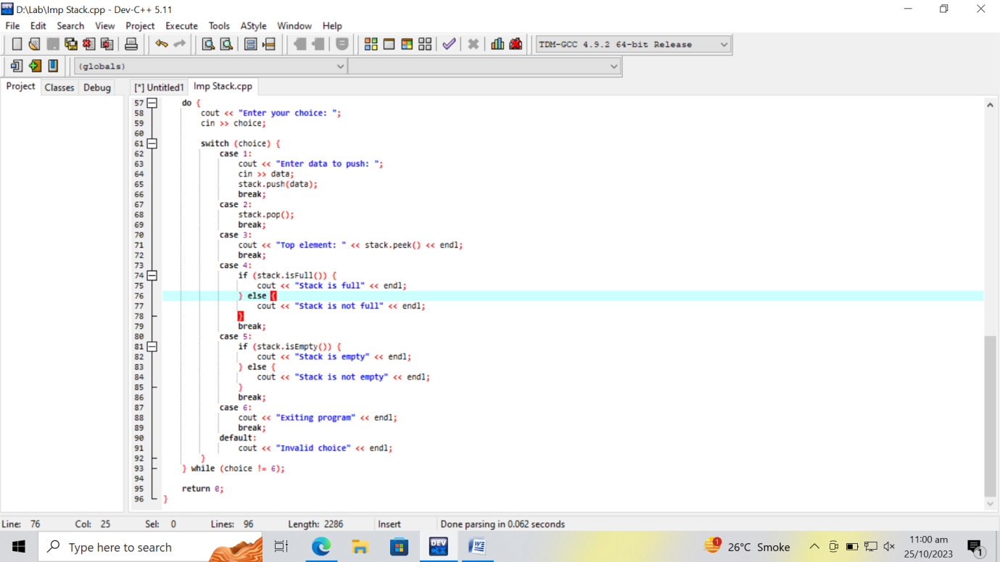 D:\Lab\Imp Stack.cpp - Dev-C++ 5.11
File Edit Search View Project Execute Tools AStyle Window Help
TDM-GCC 4.9.2 64-bit Release
(globals)
Project Classes Debug
[*] Untitled1 Imp Stack.cpp
57 do {
58 cout << "Enter your choice: ";
59 cin >> choice;
60
61 switch (choice) {
62 case 1:
63 cout << "Enter data to push: ";
64 cin >> data;
65 stack.push(data);
66 break;
67 case 2:
68 stack.pop();
69 break;
70 case 3:
71 cout << "Top element: " << stack.peek() << endl;
72 break;
73 case 4:
74 if (stack.isFull()) {
75 cout << "Stack is full" << endl;
76 } else {
77 cout << "Stack is not full" << endl;
78 }
79 break;
80 case 5:
81 if (stack.isEmpty()) {
82 cout << "Stack is empty" << endl;
83 } else {
84 cout << "Stack is not empty" << endl;
85 }
86 break;
87 case 6:
88 cout << "Exiting program" << endl;
89 break;
90 default:
91 cout << "Invalid choice" << endl;
92 }
93 } while (choice != 6);
94
95 return 0;
96 }
Line: 76 Col: 25 Sel: 0 Lines: 96 Length: 2286 Insert Done parsing in 0.062 seconds
Type here to search
DEV
1
26°C Smoke
11:00 am
25/10/2023
1